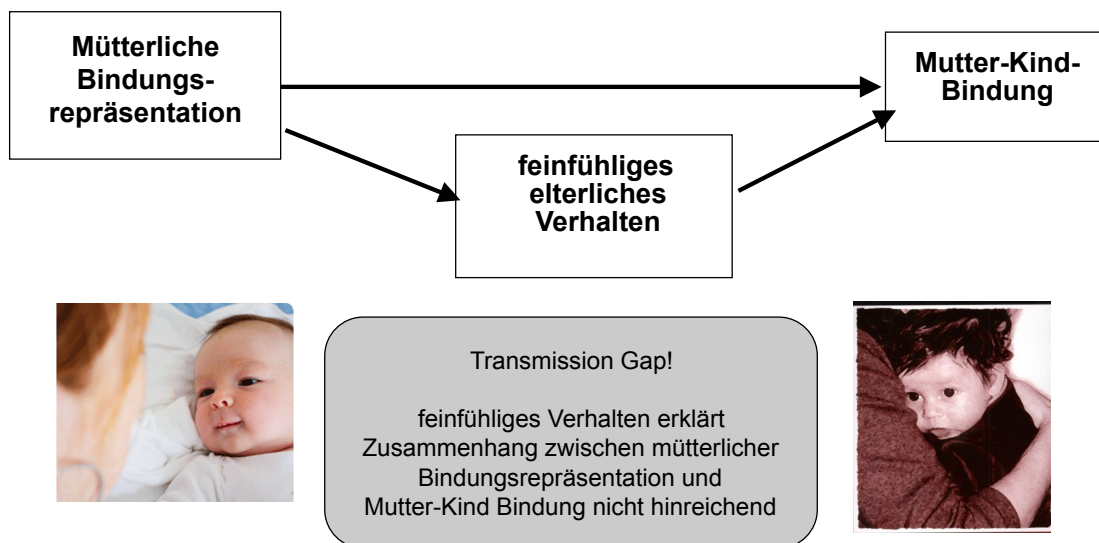 Mütterliche
Bindungs-
repräsentation
Mutter-Kind-
Bindung
feinfühliges
elterliches
Verhalten
Transmission Gap!
feinfühliges Verhalten erklärt
Zusammenhang zwischen mütterlicher
Bindungsrepräsentation und
Mutter-Kind Bindung nicht hinreichend